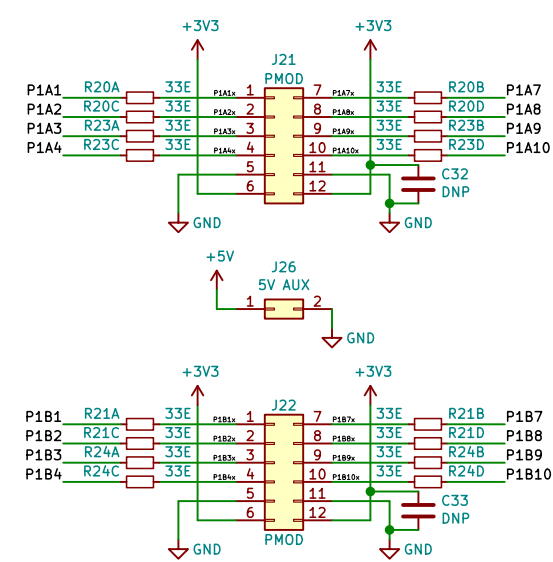 +3V3 +3V3
J21
PMOD
P1A1 R20A 33E P1A1x 1 7 P1A7x 33E R20B P1A7
P1A2 R20C 33E P1A2x 2 8 P1A8x 33E R20D P1A8
P1A3 R23A 33E P1A3x 3 9 P1A9x 33E R23B P1A9
P1A4 R23C 33E P1A4x 4 10 P1A10x 33E R23D P1A10
5 11 C32
6 12 DNP
GND GND
+5V
J26
5V AUX
1 2
GND
+3V3 +3V3
J22
P1B1 R21A 33E P1B1x 1 7 P1B7x 33E R21B P1B7
P1B2 R21C 33E P1B2x 2 8 P1B8x 33E R21D P1B8
P1B3 R24A 33E P1B3x 3 9 P1B9x 33E R24B P1B9
P1B4 R24C 33E P1B4x 4 10 P1B10x 33E R24D P1B10
5 11 C33
6 12 DNP
PMOD
GND GND